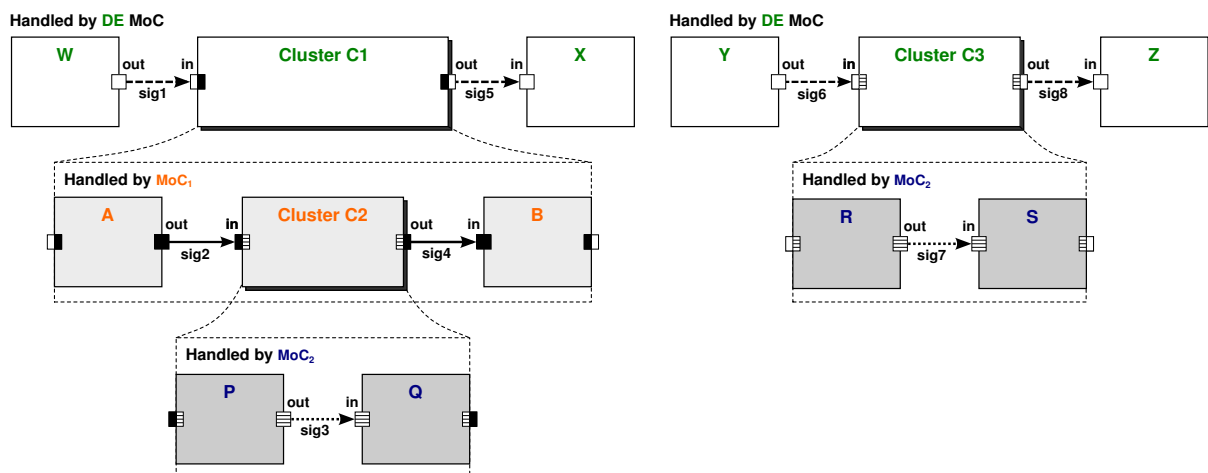 Handled by DE MoC
W
out
sig1
in
Cluster C1
out
sig5
in
X
Handled by MoC1
A
out
sig2
in
Cluster C2
out
sig4
in
B
Handled by MoC2
P
out
sig3
in
Q
Handled by DE MoC
Y
out
sig6
in
Cluster C3
out
sig8
in
Z
Handled by MoC2
R
out
sig7
in
S